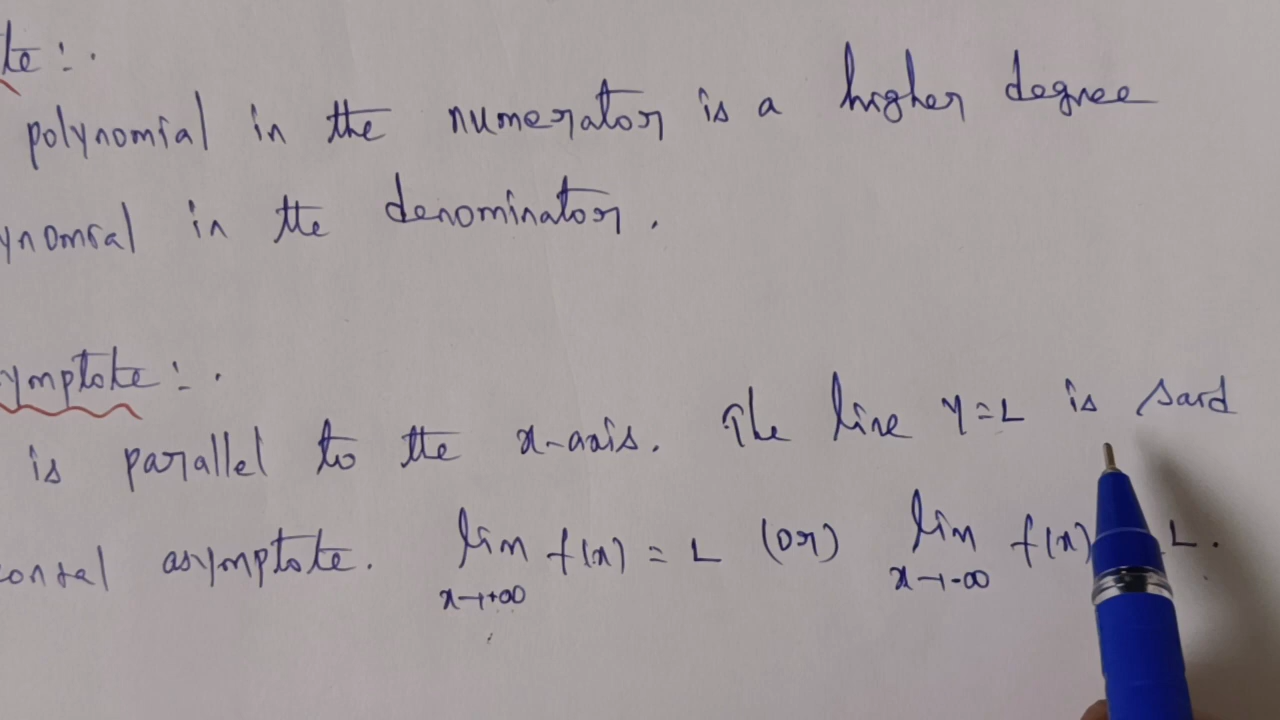 te :-
polynomial in the numerator is a higher degree
ynomial in the denominator.
ymptote :-
is parallel to the x-axis. The line y=L is said
ontal asymptote. lim f(x) = L (or) lim f(x) L.
x→+∞ x→-∞